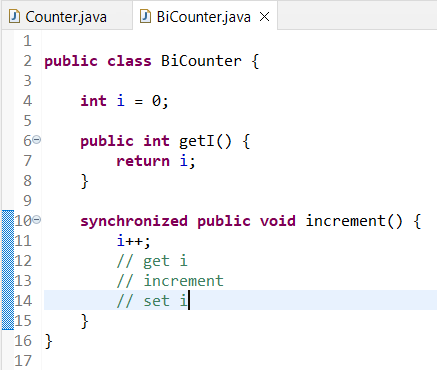 Counter.java BiCounter.java
1
2 public class BiCounter {
3
4 int i = 0;
5
6 public int getI() {
7 return i;
8 }
9
10 synchronized public void increment() {
11 i++;
12 // get i
13 // increment
14 // set i
15 }
16 }
17